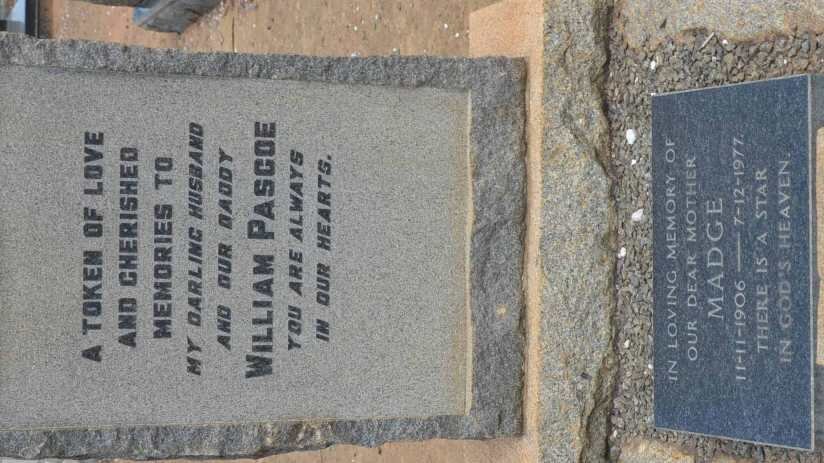 A TOKEN OF LOVE
AND CHERISHED
MEMORIES TO
MY DARLING HUSBAND
AND OUR DADDY
WILLIAM PASCOE
YOU ARE ALWAYS
IN OUR HEARTS.
IN LOVING MEMORY OF
OUR DEAR MOTHER
MADGE
11-11-1906 — 7-12-1977.
THERE IS A STAR
IN GOD'S HEAVEN.